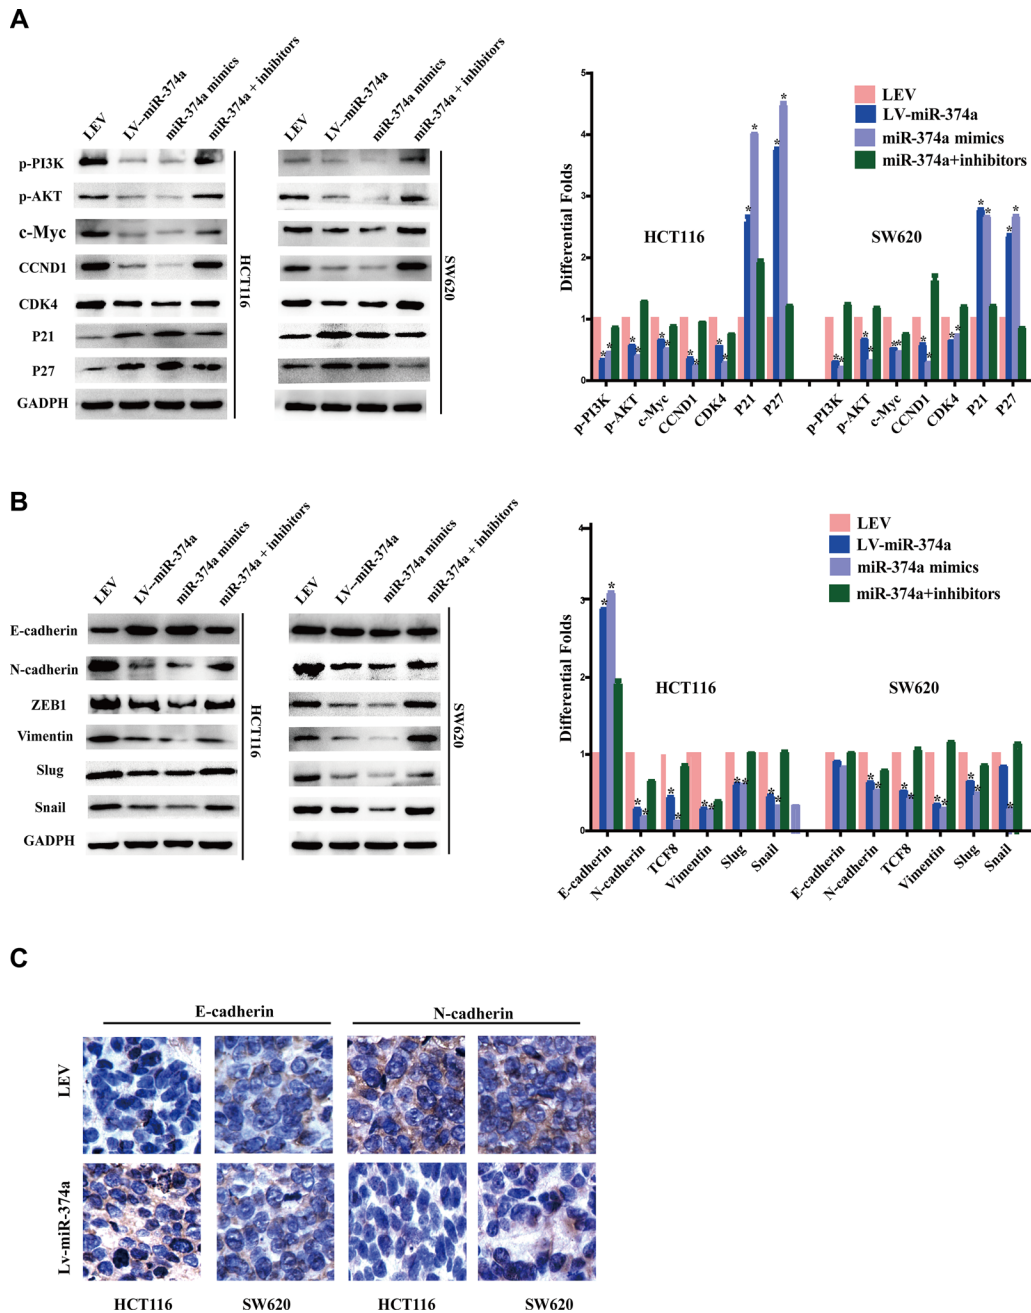 A
LEV
LV--miR-374a
miR-374a mimics
miR-374a + inhibitors
LEV
LV--miR-374a
miR-374a mimics
miR-374a + inhibitors
p-PI3K
p-AKT
c-Myc
CCND1
CDK4
P21
P27
GADPH
HCT116
SW620
Differential Folds
5
4
3
2
1
0
LEV
LV-miR-374a
miR-374a mimics
miR-374a+inhibitors
HCT116
SW620
p-PI3K
p-AKT
c-Myc
CCND1
CDK4
P21
P27
p-PI3K
p-AKT
c-Myc
CCND1
CDK4
P21
P27
B
LEV
LV--miR-374a
miR-374a mimics
miR-374a + inhibitors
LEV
LV--miR-374a
miR-374a mimics
miR-374a + inhibitors
E-cadherin
N-cadherin
ZEB1
Vimentin
Slug
Snail
GADPH
HCT116
SW620
Differential Folds
4
3
2
1
0
LEV
LV-miR-374a
miR-374a mimics
miR-374a+inhibitors
HCT116
SW620
E-cadherin
N-cadherin
TCF8
Vimentin
Slug
Snail
E-cadherin
N-cadherin
TCF8
Vimentin
Slug
Snail
C
E-cadherin
N-cadherin
LEV
Lv-miR-374a
HCT116
SW620
HCT116
SW620